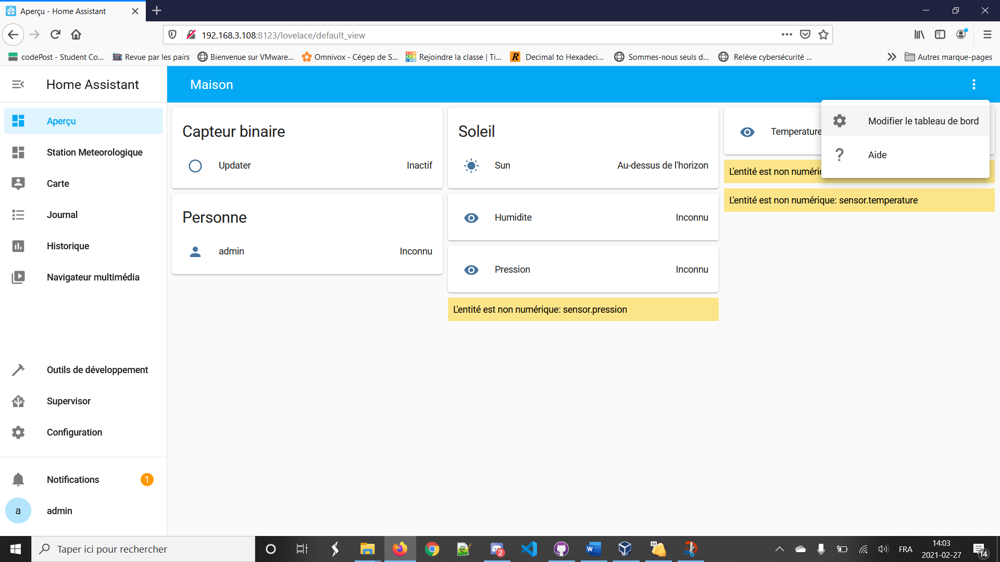 Aperçu - Home Assistant
192.168.3.108:8123/lovelace/default_view
codePost - Student Co...
Revue par les pairs
Bienvenue sur VMware...
Omnivox - Cégep de S...
Rejoindre la classe | Ti...
R
Decimal to Hexadeci...
Sommes-nous seuls d...
Relève cybersécurité ...
Autres marque-pages
Home Assistant
Maison
Aperçu
Station Meteorologique
Carte
Journal
Historique
Navigateur multimédia
Outils de développement
Supervisor
Configuration
Notifications
1
a
admin
Capteur binaire
Updater
Inactif
Personne
admin
Inconnu
Soleil
Sun
Au-dessus de l'horizon
Humidite
Inconnu
Pression
Inconnu
L'entité est non numérique: sensor.pression
Temperature
L'entité est non numéri
L'entité est non numérique: sensor.temperature
Modifier le tableau de bord
? Aide
Taper ici pour rechercher
2
W
64
FRA
14:03
2021-02-27
14